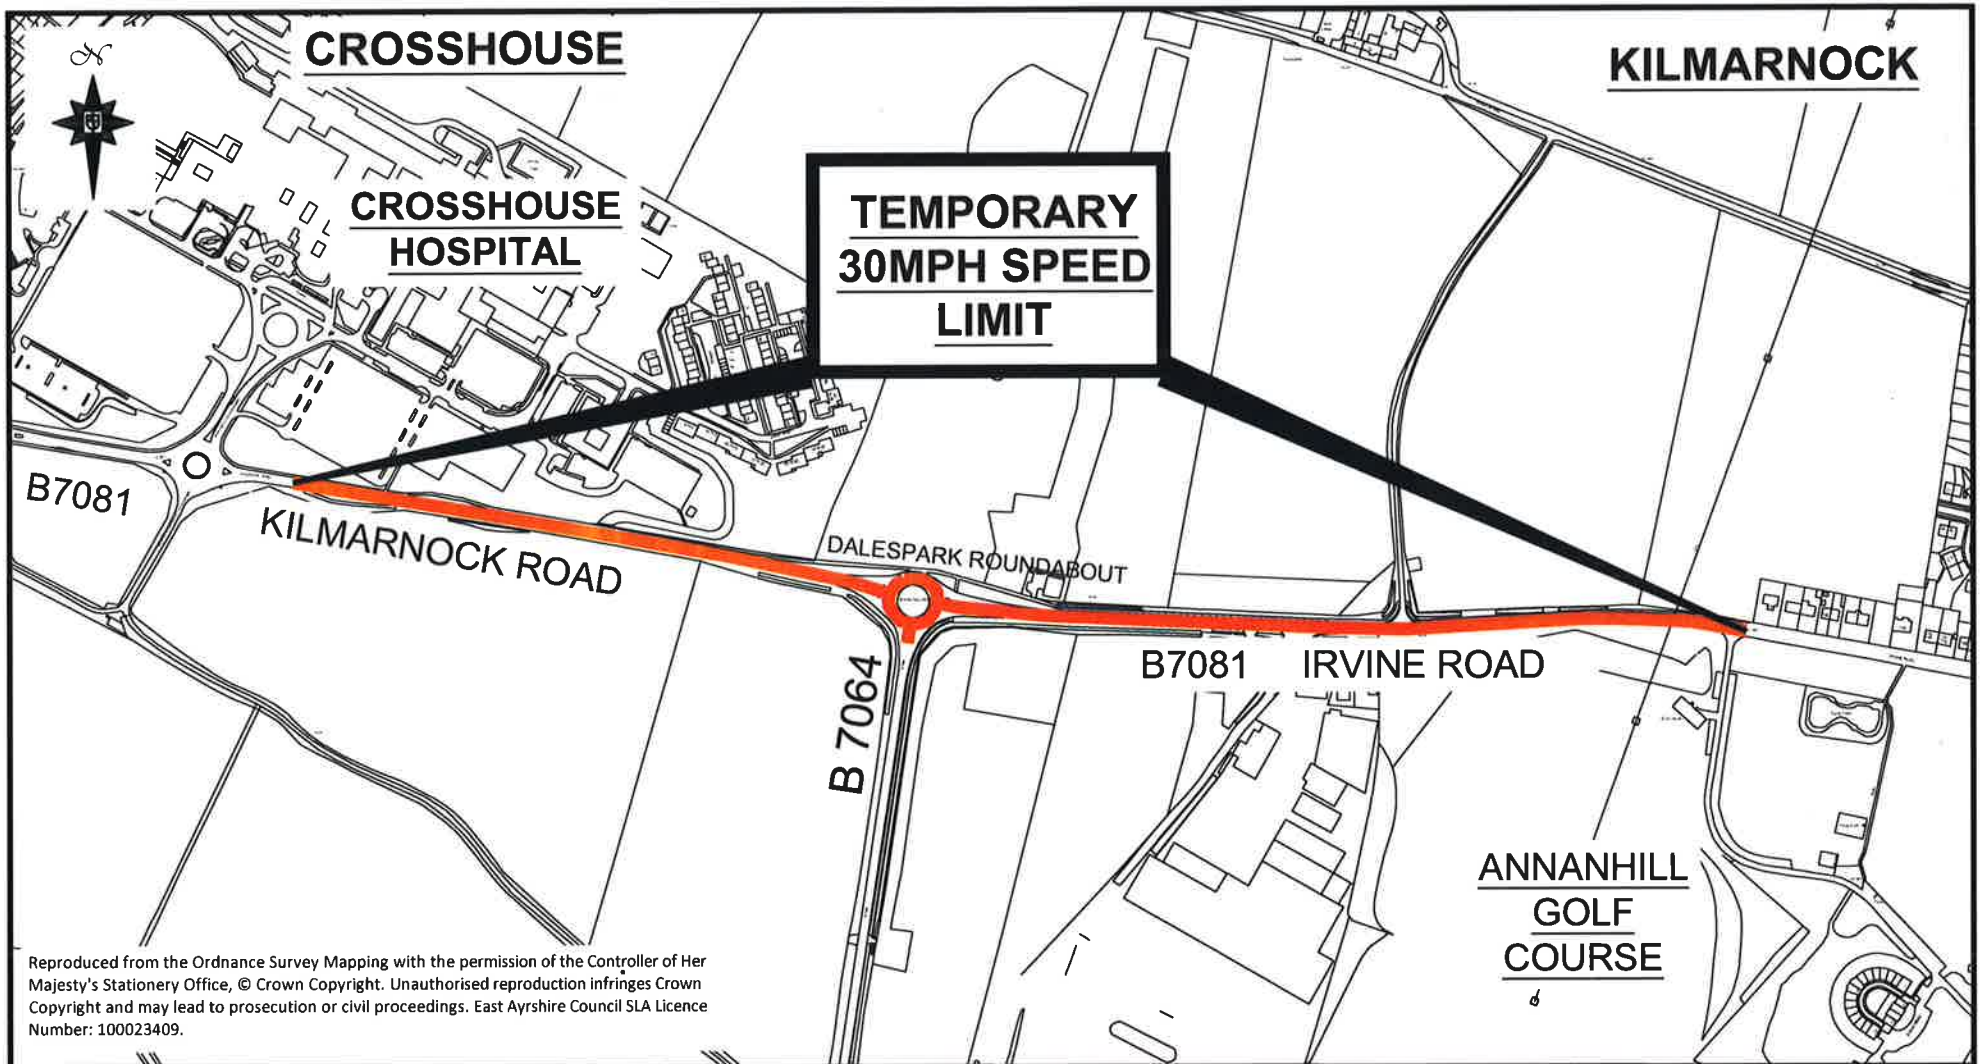 N
CROSSHOUSE
KILMARNOCK
CROSSHOUSE
HOSPITAL
TEMPORARY
30MPH SPEED
LIMIT
B7081
KILMARNOCK ROAD
DALESPARK ROUNDABOUT
B7081 IRVINE ROAD
B 7064
ANNANHILL
GOLF
COURSE
Reproduced from the Ordnance Survey Mapping with the permission of the Controller of Her
Majesty's Stationery Office, © Crown Copyright. Unauthorised reproduction infringes Crown
Copyright and may lead to prosecution or civil proceedings. East Ayrshire Council SLA Licence
Number: 100023409.